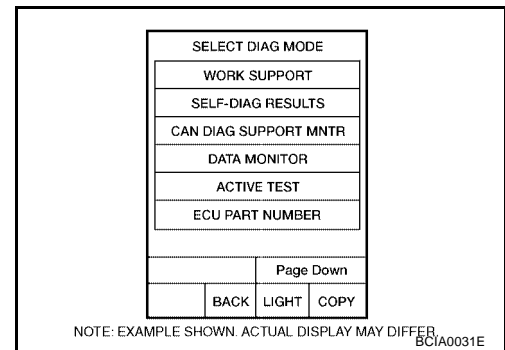 SELECT DIAG MODE
WORK SUPPORT
SELF-DIAG RESULTS
CAN DIAG SUPPORT MNTR
DATA MONITOR
ACTIVE TEST
ECU PART NUMBER
Page Down
BACK LIGHT COPY
NOTE: EXAMPLE SHOWN. ACTUAL DISPLAY MAY DIFFER.
BCIA0031E